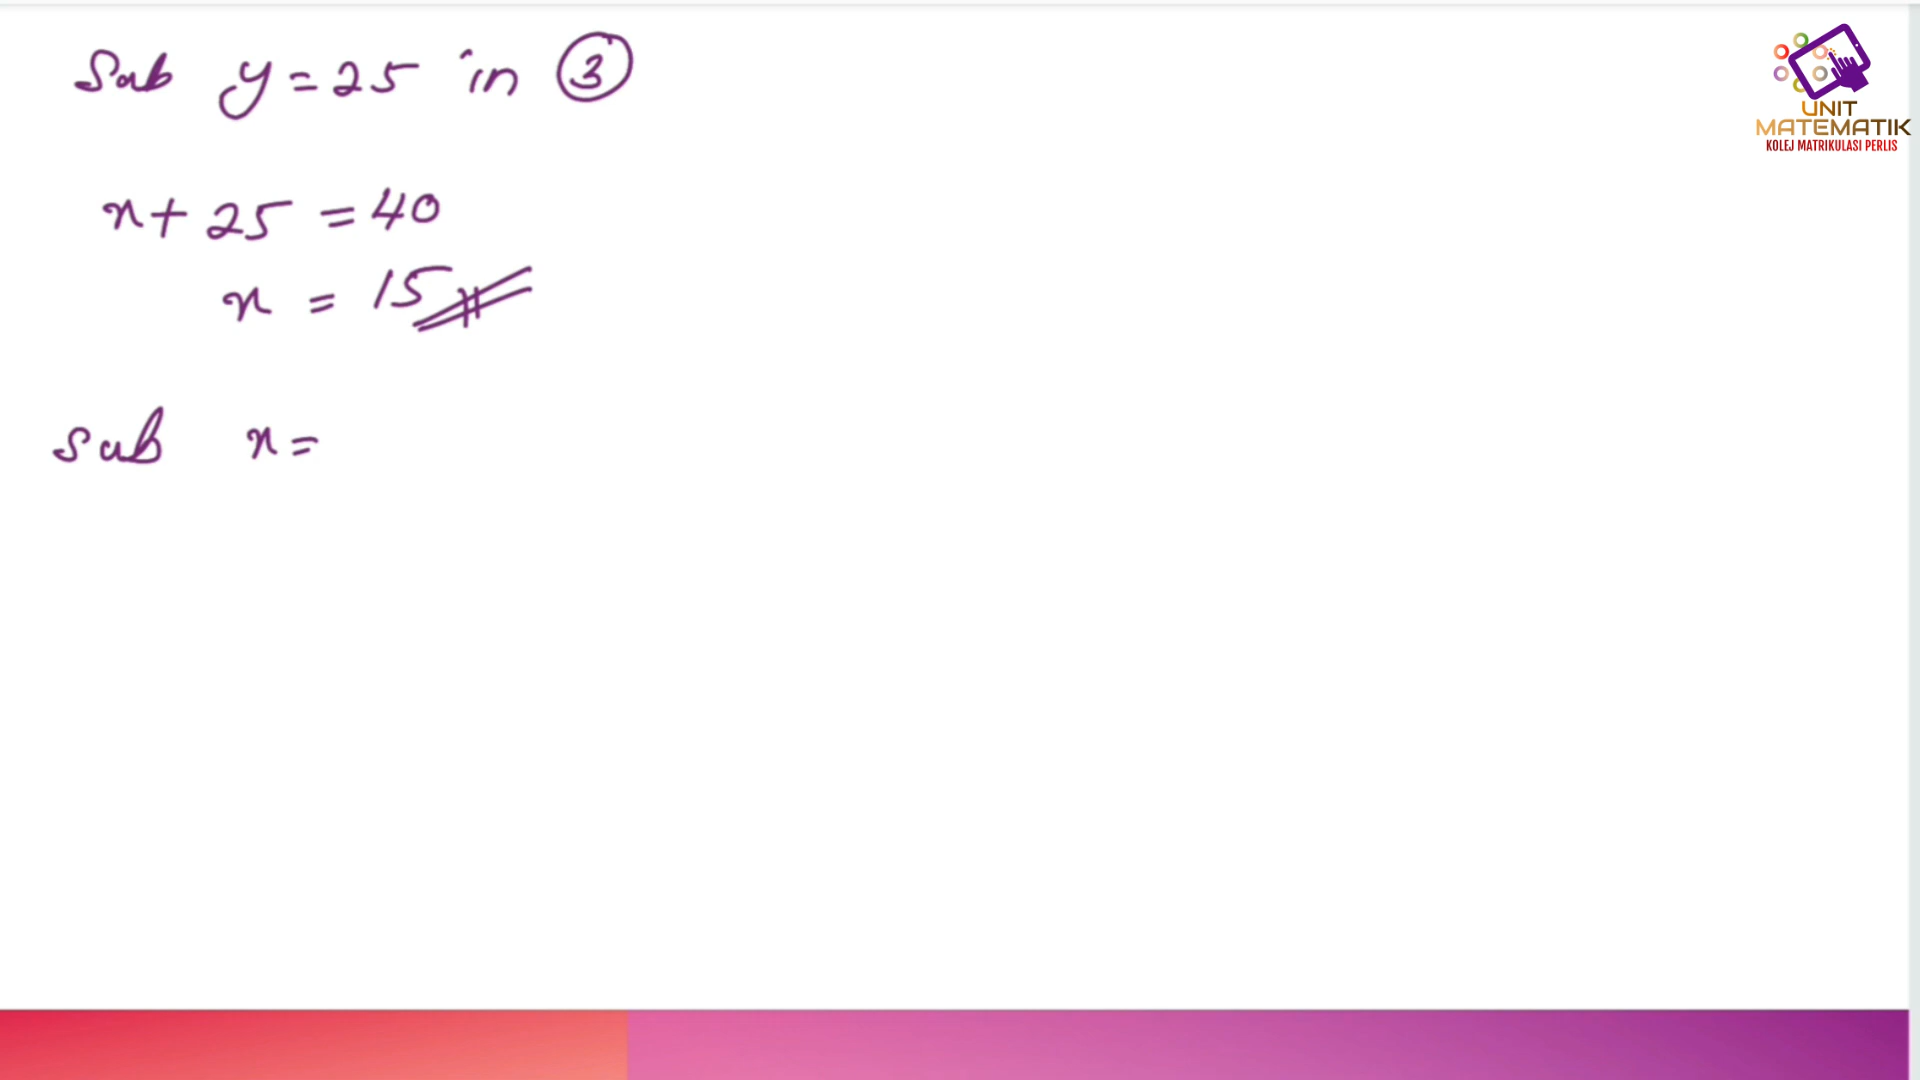 Sub y = 25 in ③
x + 25 = 40
x = 15
sub x =
UNIT
MATEMATIK
KOLEJ MATRIKULASI PERLIS